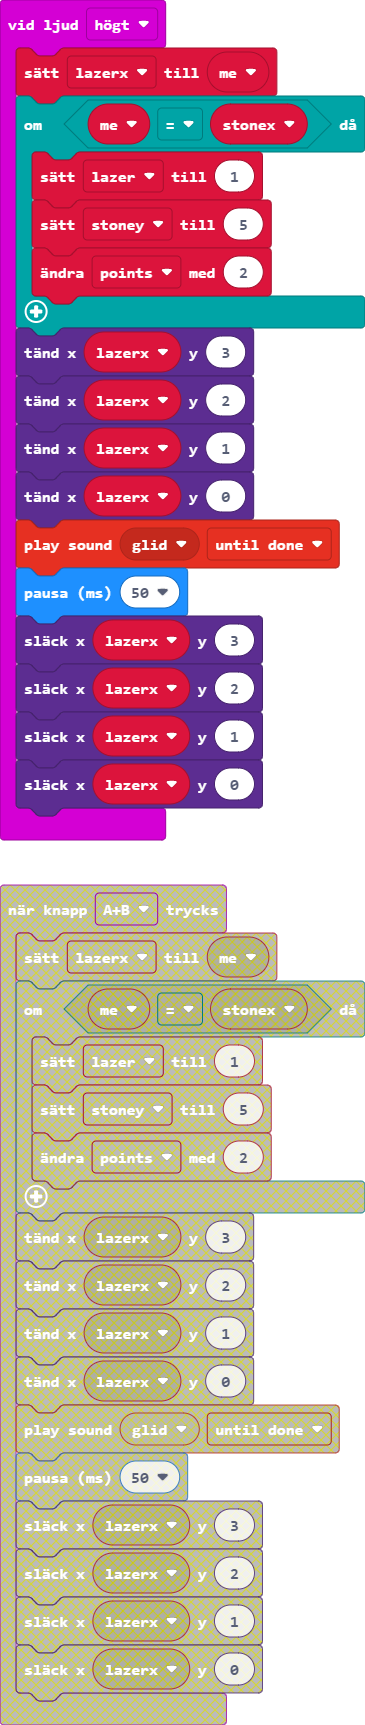 vid ljud högt
sätt lazerx till me
om me = stonex då
sätt lazer till 1
sätt stoney till 5
ändra points med 2
tänd x lazerx y 3
tänd x lazerx y 2
tänd x lazerx y 1
tänd x lazerx y 0
play sound glid until done
pausa (ms) 50
släck x lazerx y 3
släck x lazerx y 2
släck x lazerx y 1
släck x lazerx y 0
när knapp A+B trycks
sätt lazerx till me
om me = stonex då
sätt lazer till 1
sätt stoney till 5
ändra points med 2
tänd x lazerx y 3
tänd x lazerx y 2
tänd x lazerx y 1
tänd x lazerx y 0
play sound glid until done
pausa (ms) 50
släck x lazerx y 3
släck x lazerx y 2
släck x lazerx y 1
släck x lazerx y 0